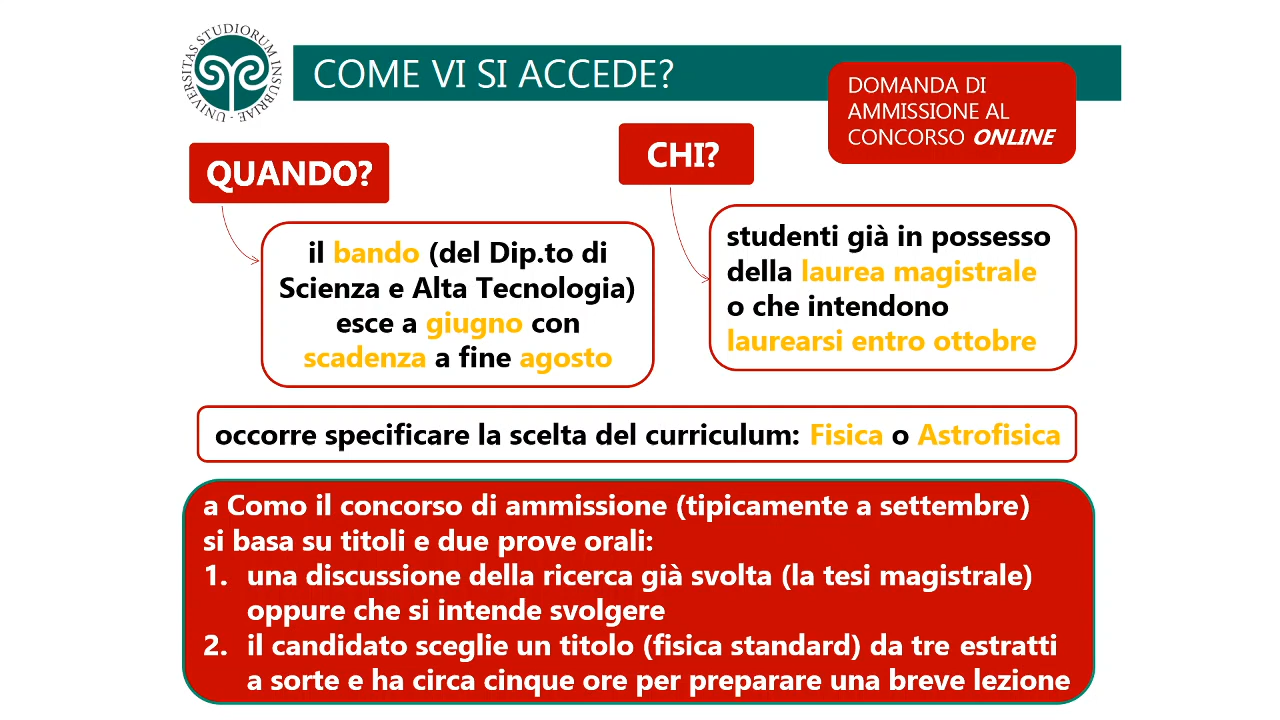 UNIVERSITAS STUDIORUM INSUBRIAE
COME VI SI ACCEDE?
DOMANDA DI
AMMISSIONE AL
CONCORSO ONLINE
QUANDO?
il bando (del Dip.to di
Scienza e Alta Tecnologia)
esce a giugno con
scadenza a fine agosto
CHI?
studenti già in possesso
della laurea magistrale
o che intendono
laurearsi entro ottobre
occorre specificare la scelta del curriculum: Fisica o Astrofisica
a Como il concorso di ammissione (tipicamente a settembre)
si basa su titoli e due prove orali:
1. una discussione della ricerca già svolta (la tesi magistrale)
oppure che si intende svolgere
2. il candidato sceglie un titolo (fisica standard) da tre estratti
a sorte e ha circa cinque ore per preparare una breve lezione